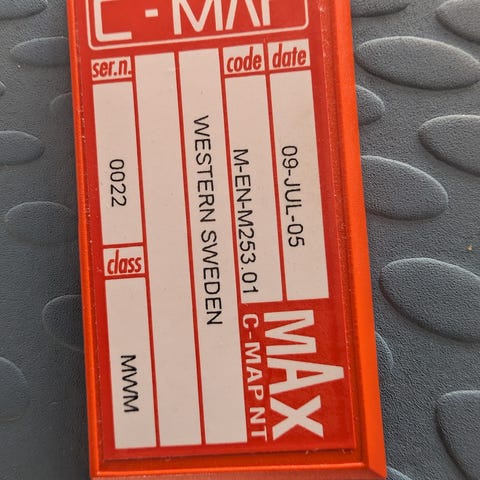 C-MAP
date
09-JUL-05
code
M-EN-M253.01
WESTERN SWEDEN
ser.n.
0022
class
MWM
MAX
C-MAP NT